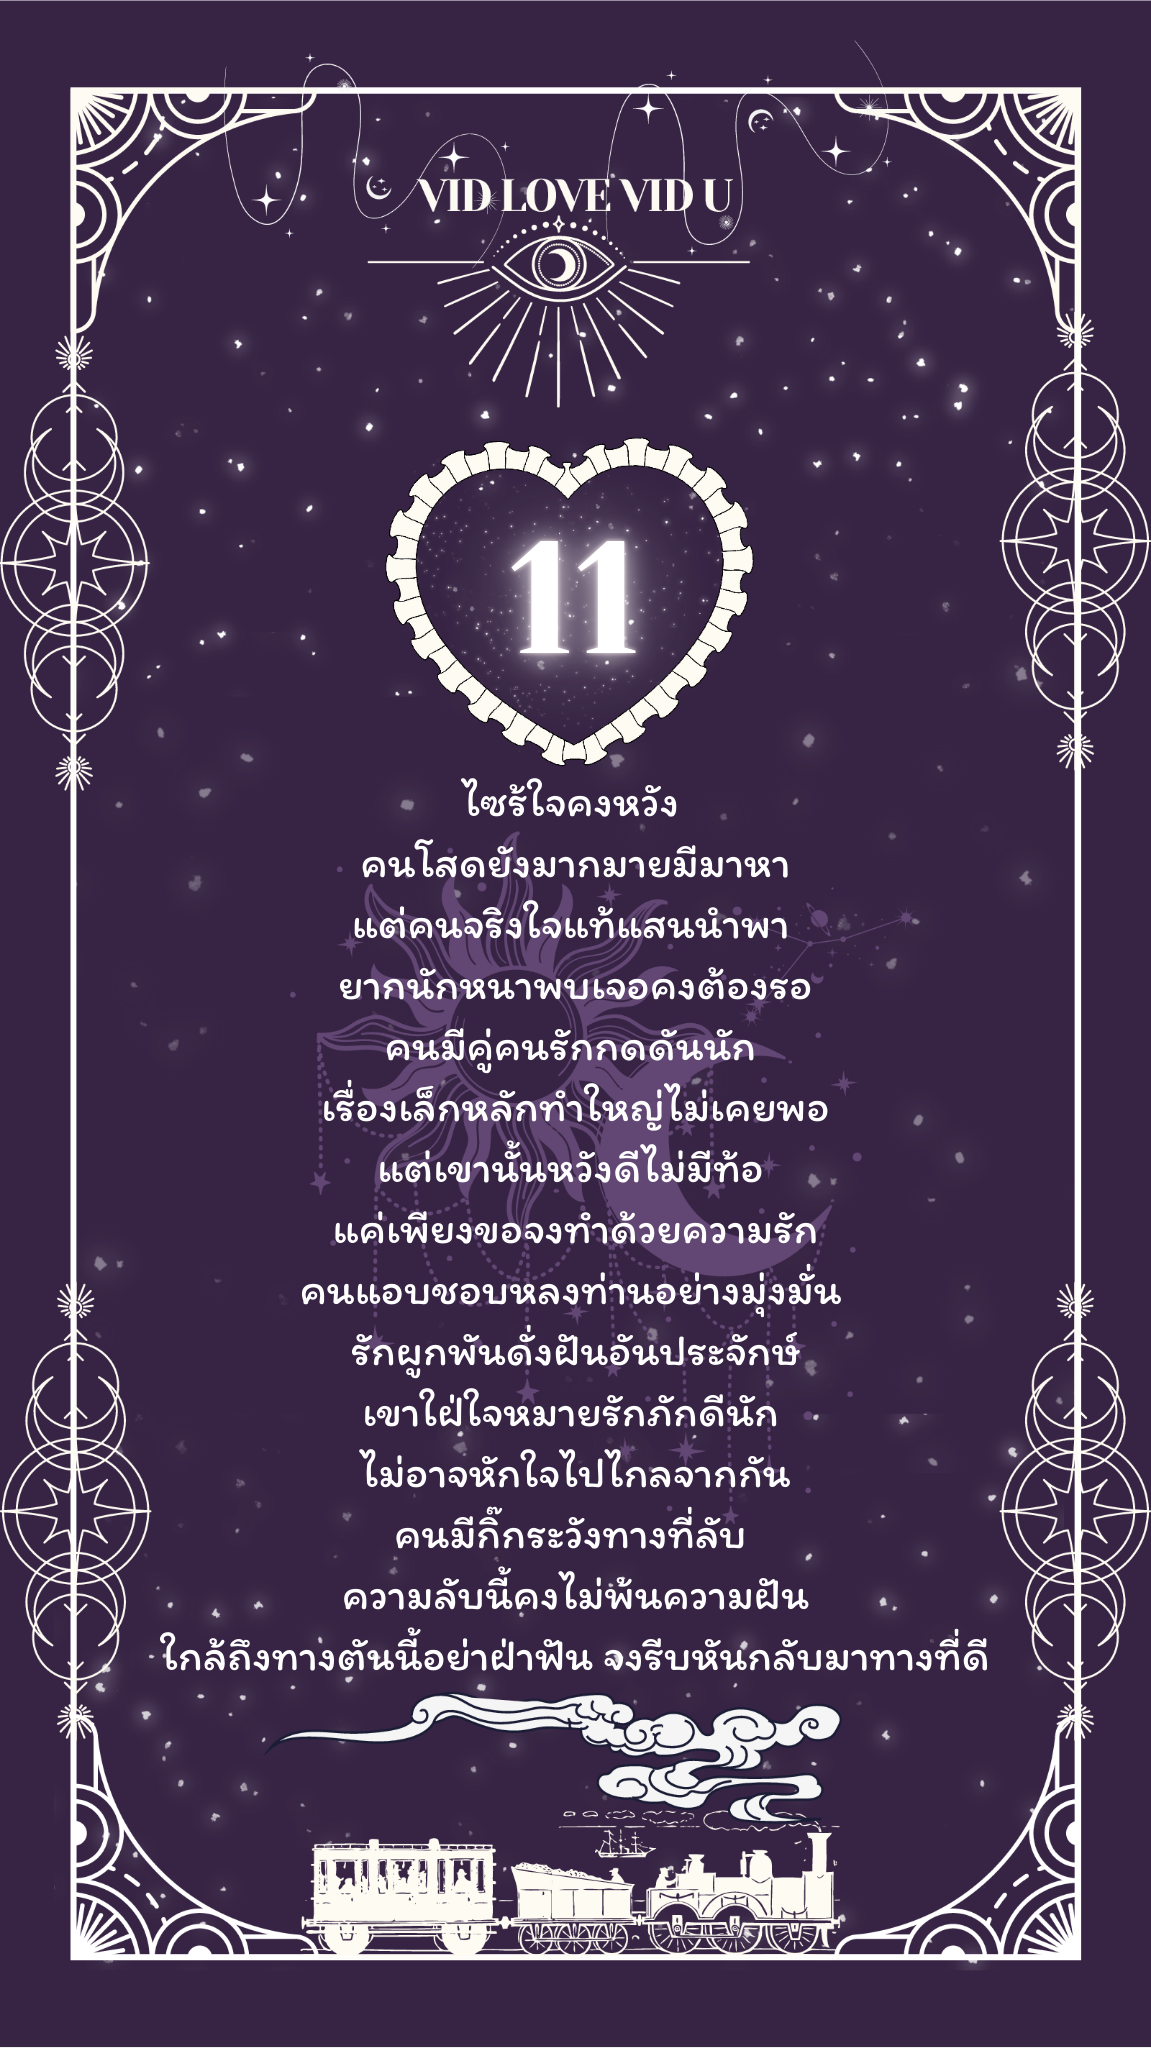 VID LOVE VID U
11
ไซร้ใจคงหวัง
คนโสดยังมากมายมีมาหา
แต่คนจริงใจแท้แสนนำพา
ยากนักหนาพบเจอคงต้องรอ
คนมีคู่คนรักกดดันนัก
เรื่องเล็กหลักทำใหญ่ไม่เคยพอ
แต่เขานั้นหวังดีไม่มีท้อ
แค่เพียงขอจงทำด้วยความรัก
คนแอบชอบหลงท่านอย่างมุ่งมั่น
รักผูกพันดั่งฝันอันประจักษ์
เขาใฝ่ใจหมายรักภักดีนัก
ไม่อาจหักใจไปไกลจากกัน
คนมีกิ๊กระวังทางที่ลับ
ความลับนี้คงไม่พ้นความฝัน
ใกล้ถึงทางตันนี้อย่าฝ่าฟัน จงรีบหันกลับมาทางที่ดี